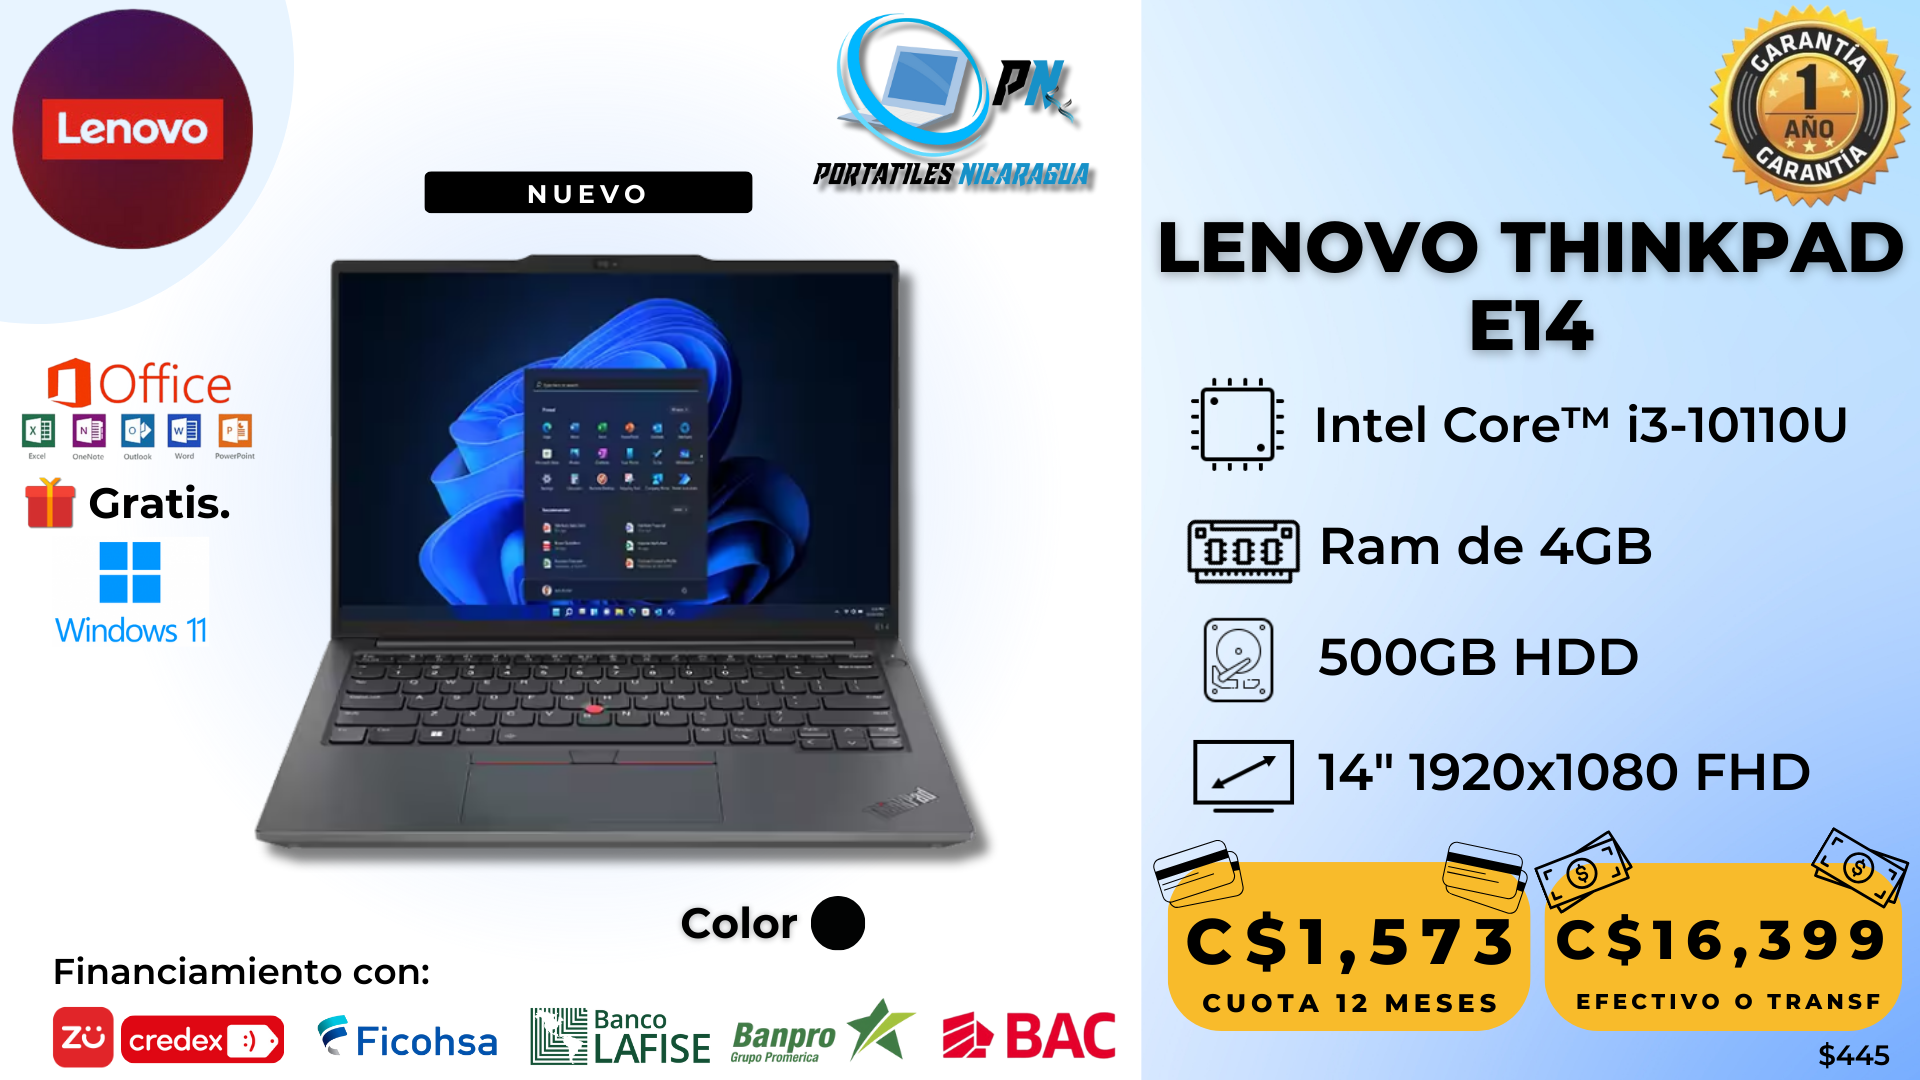 Lenovo
PN
PORTATILES NICARAGUA
NUEVO
GARANTÍA
1
AÑO
GARANTÍA
LENOVO THINKPAD
E14
Office
Excel OneNote Outlook Word PowerPoint
Gratis.
Windows 11
Intel Core™ i3-10110U
Ram de 4GB
500GB HDD
14" 1920x1080 FHD
ThinkPad
Color
C$1,573
CUOTA 12 MESES
C$16,399
EFECTIVO O TRANSF
$445
Financiamiento con:
zü
credex :)
Ficohsa
Banco
LAFISE
Banpro
Grupo Promerica
BAC